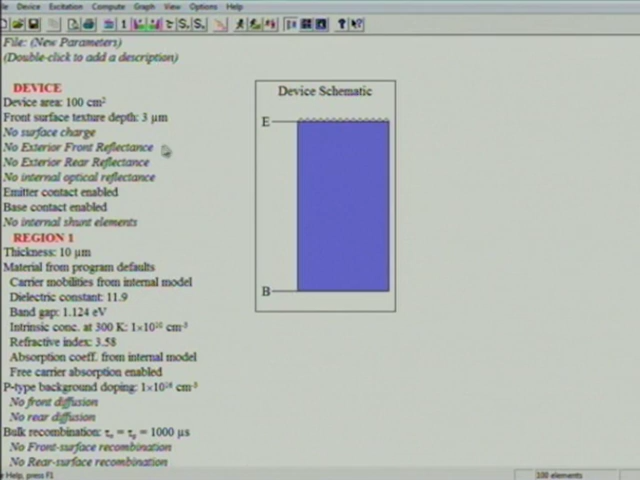 le Device Excitation Compute Graph View Options Help
File: (New Parameters)
(Double-click to add a description)
DEVICE
Device area: 100 cm²
Front surface texture depth: 3 µm
No surface charge
No Exterior Front Reflectance
No Exterior Rear Reflectance
No internal optical reflectance
Emitter contact enabled
Base contact enabled
No internal shunt elements
REGION 1
Thickness: 10 µm
Material from program defaults
Carrier mobilities from internal model
Dielectric constant: 11.9
Band gap: 1.124 eV
Intrinsic conc. at 300 K: 1×10¹⁰ cm⁻³
Refractive index: 3.58
Absorption coeff. from internal model
Free carrier absorption enabled
P-type background doping: 1×10¹⁶ cm⁻³
No front diffusion
No rear diffusion
Bulk recombination: τₙ = τₚ = 1000 µs
No Front-surface recombination
No Rear-surface recombination
Device Schematic
E
B
r Help, press F1
100 elements